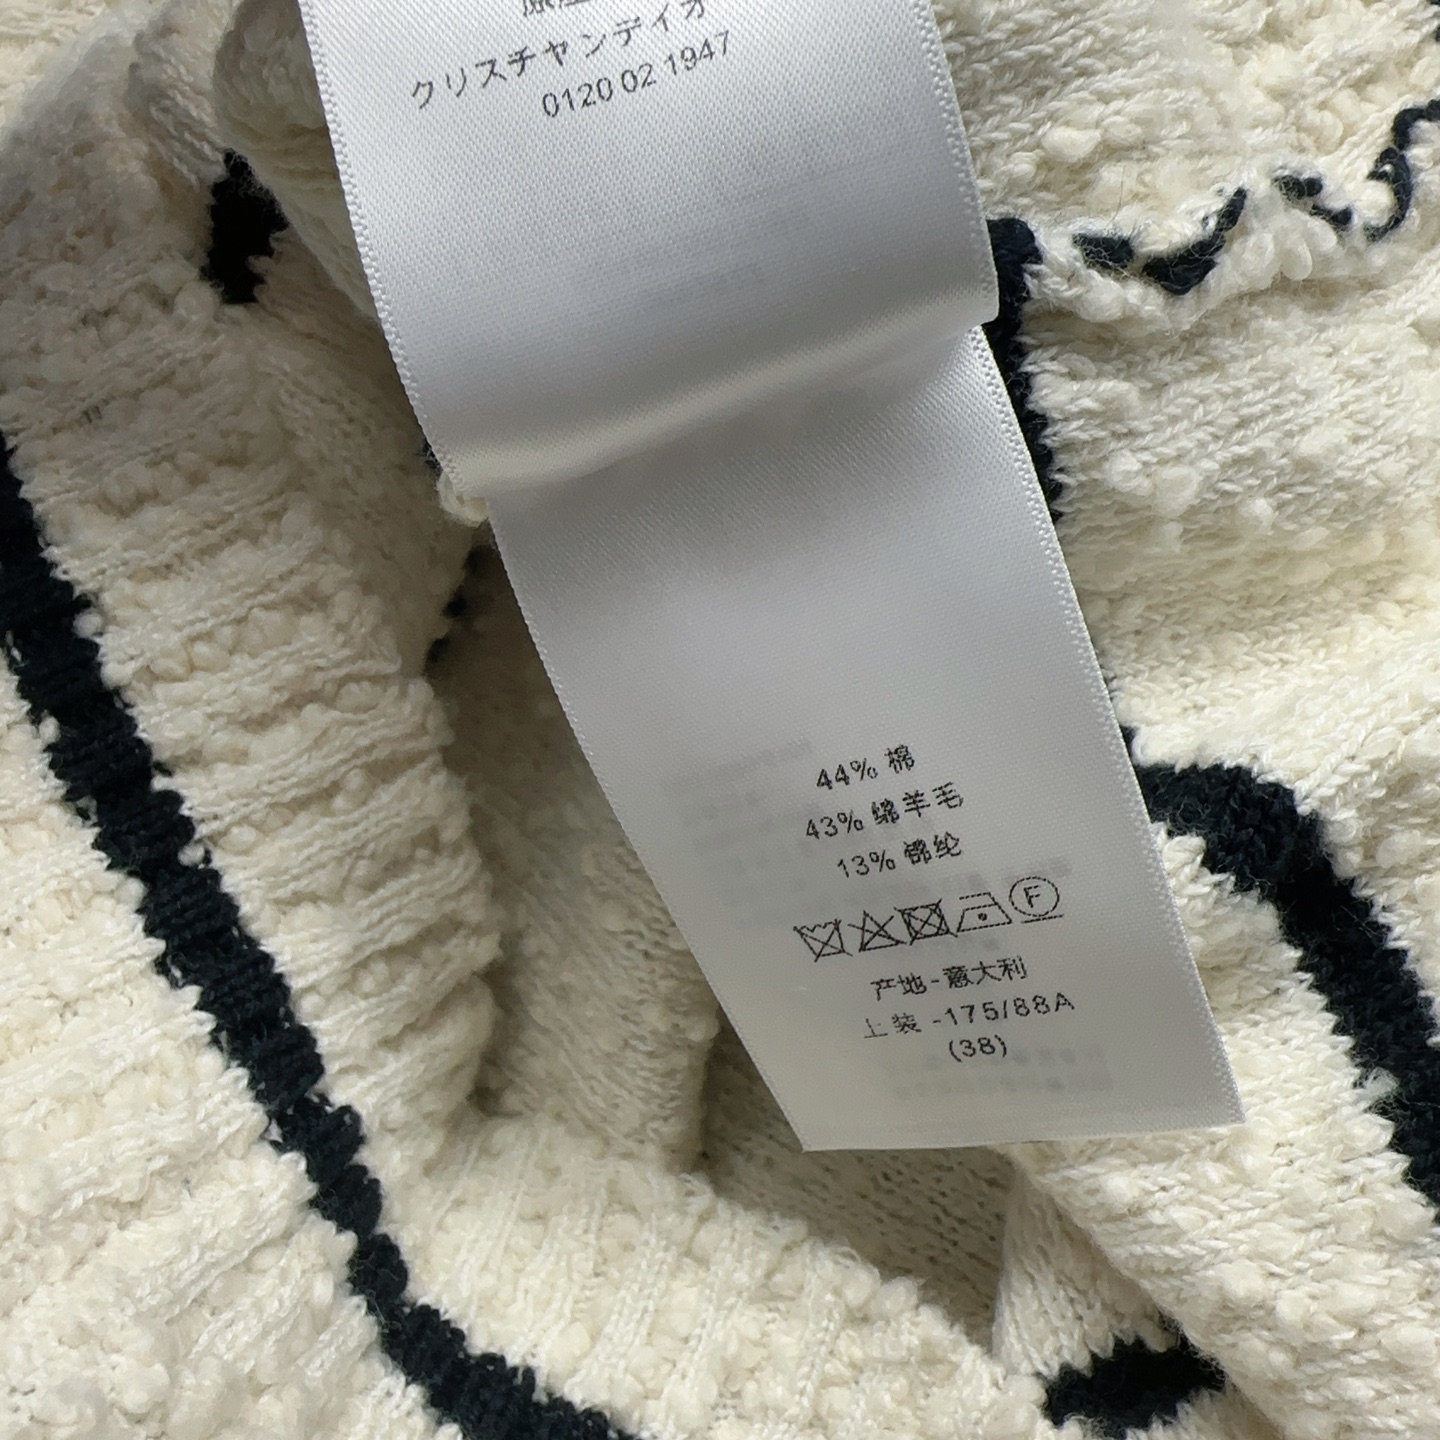 クリスチャンディオ
0120 02 1947
44% 棉
43% 绵羊毛
13% 锦纶
F
产地-意大利
上装 -175/88A
(38)